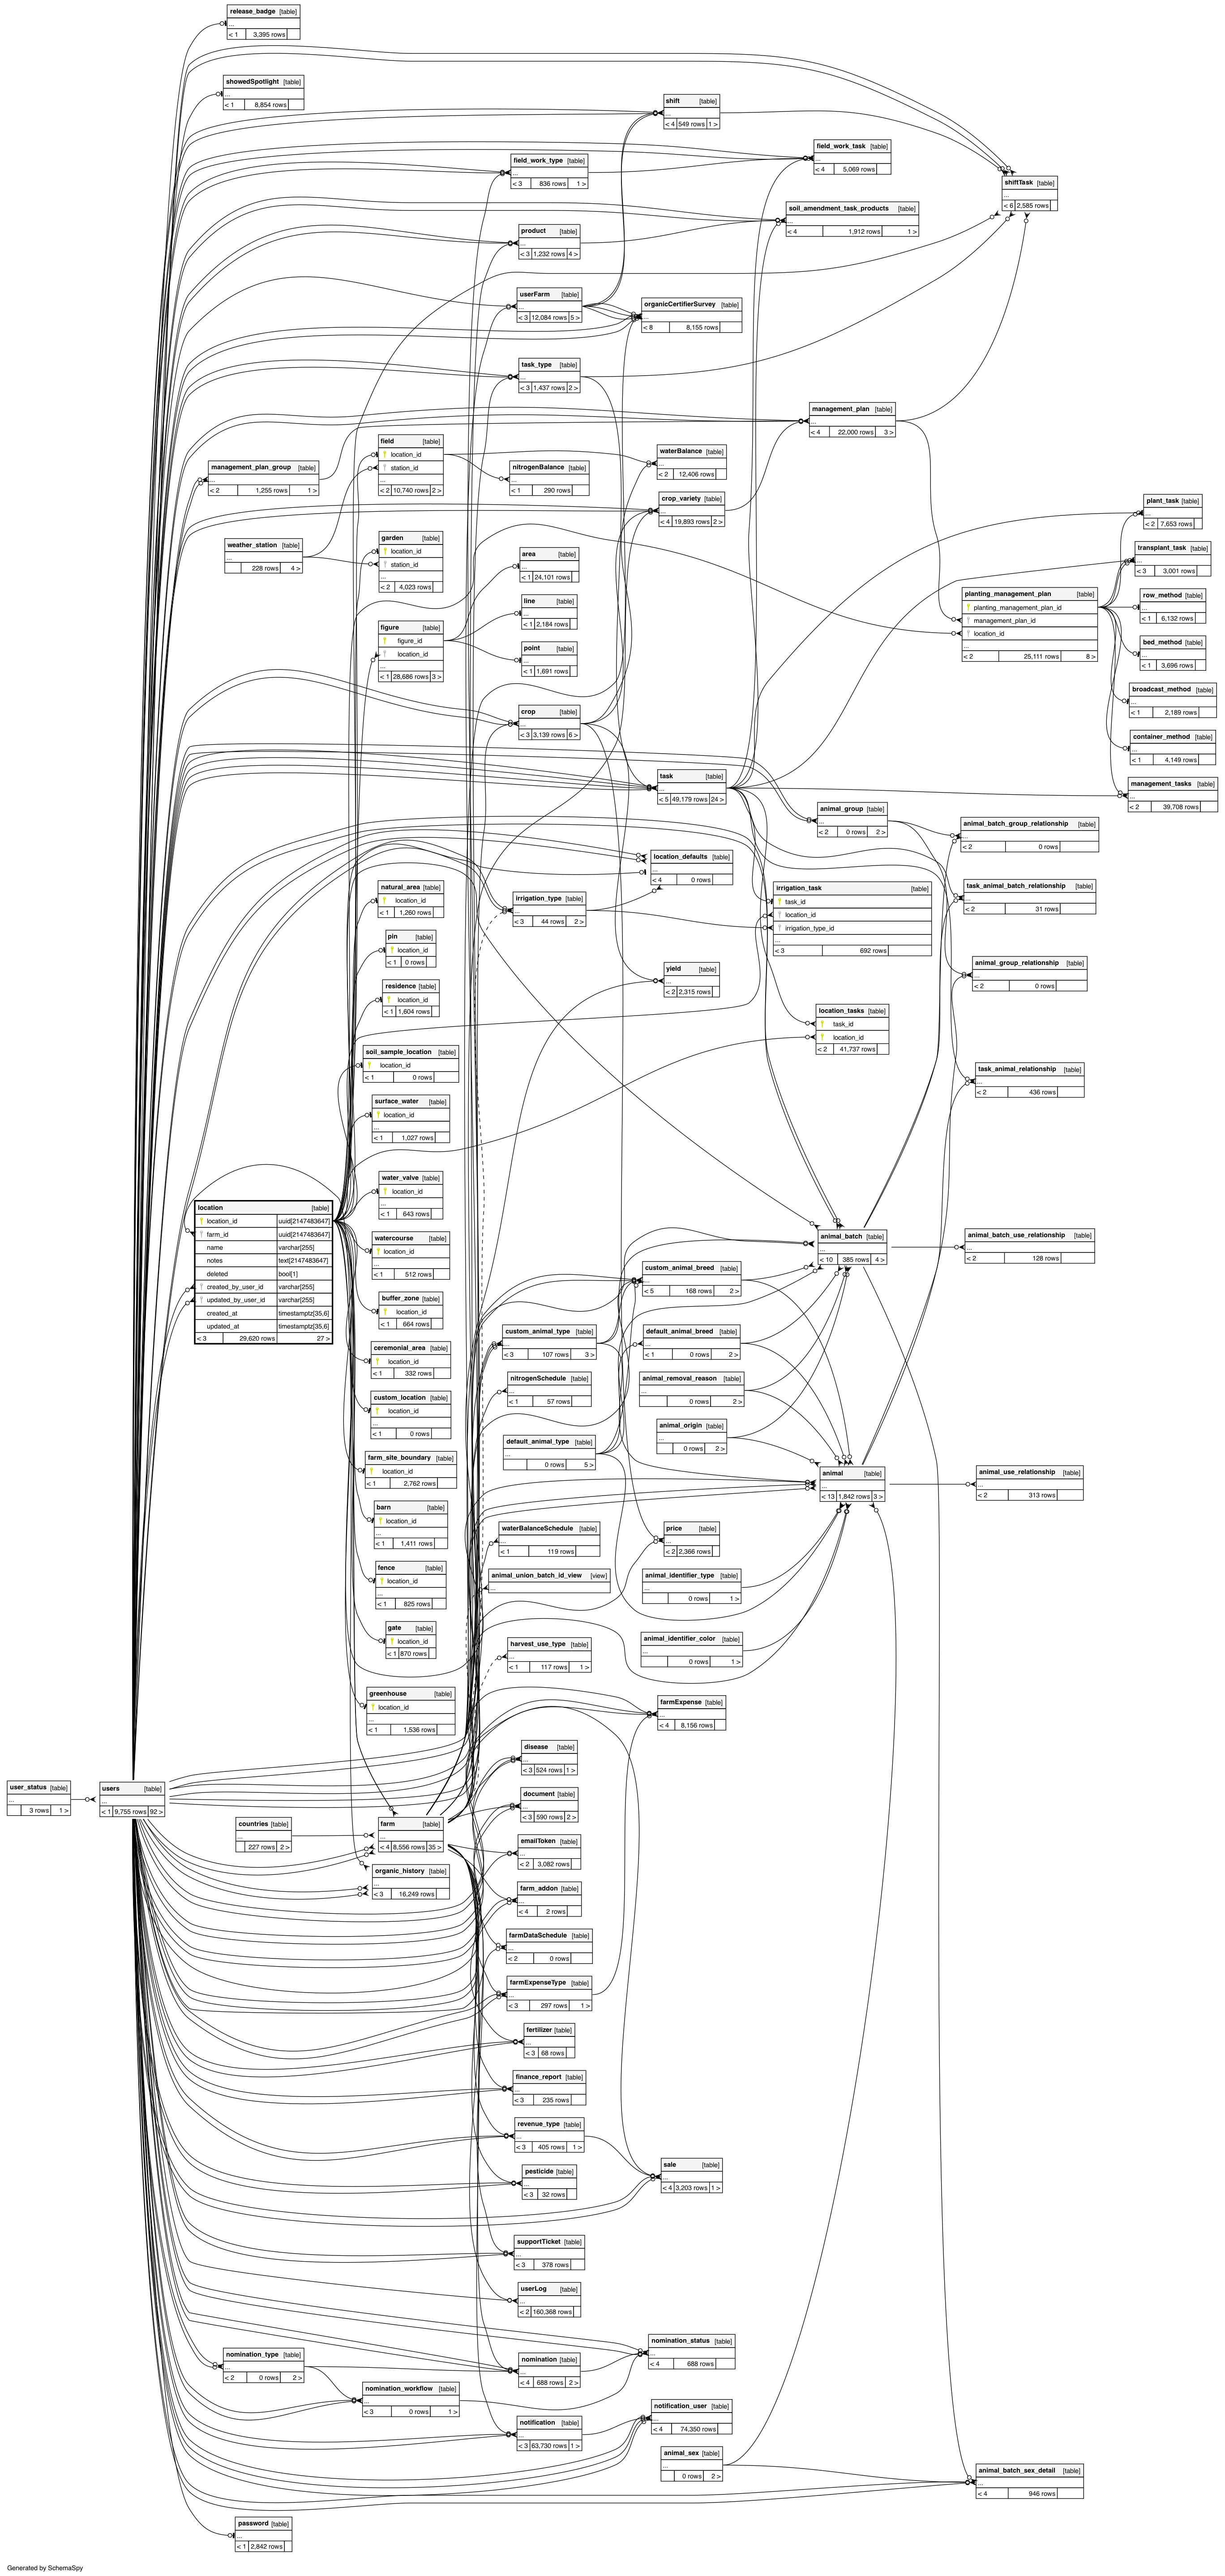 release_badge [table]
...
< 1 3,395 rows
showedSpotlight [table]
...
< 1 8,854 rows
shift [table]
...
< 4 549 rows 1 >
field_work_task [table]
...
< 4 5,069 rows
field_work_type [table]
...
< 3 836 rows 1 >
shiftTask [table]
...
< 6 2,585 rows
soil_amendment_task_products [table]
...
< 4 1,912 rows 1 >
product [table]
...
< 3 1,232 rows 4 >
userFarm [table]
...
< 3 12,084 rows 5 >
organicCertifierSurvey [table]
...
< 8 8,155 rows
task_type [table]
...
< 3 1,437 rows 2 >
management_plan [table]
...
< 4 22,000 rows 3 >
field [table]
location_id
station_id
...
< 2 10,740 rows 2 >
waterBalance [table]
...
< 2 12,406 rows
management_plan_group [table]
...
< 2 1,255 rows 1 >
nitrogenBalance [table]
...
< 1 290 rows
crop_variety [table]
...
< 4 19,893 rows 2 >
plant_task [table]
...
< 2 7,653 rows
weather_station [table]
...
228 rows 4 >
garden [table]
location_id
station_id
...
< 2 4,023 rows
area [table]
...
< 1 24,101 rows
transplant_task [table]
...
< 3 3,001 rows
line [table]
...
< 1 2,184 rows
planting_management_plan [table]
planting_management_plan_id
management_plan_id
location_id
...
< 2 25,111 rows 8 >
row_method [table]
...
< 1 6,132 rows
figure [table]
figure_id
location_id
...
< 1 28,686 rows 3 >
point [table]
...
< 1 1,691 rows
bed_method [table]
...
< 1 3,696 rows
broadcast_method [table]
...
< 1 2,189 rows
crop [table]
...
< 3 3,139 rows 6 >
container_method [table]
...
< 1 4,149 rows
task [table]
...
< 5 49,179 rows 24 >
management_tasks [table]
...
< 2 39,708 rows
animal_group [table]
...
< 2 0 rows 2 >
animal_batch_group_relationship [table]
...
< 2 0 rows
location_defaults [table]
...
< 4 0 rows
natural_area [table]
location_id
< 1 1,260 rows
irrigation_type [table]
...
< 3 44 rows 2 >
irrigation_task [table]
task_id
location_id
irrigation_type_id
...
< 3 692 rows
task_animal_batch_relationship [table]
...
< 2 31 rows
pin [table]
location_id
< 1 0 rows
yield [table]
...
< 2 2,315 rows
animal_group_relationship [table]
...
< 2 0 rows
residence [table]
location_id
< 1 1,604 rows
location_tasks [table]
task_id
location_id
< 2 41,737 rows
soil_sample_location [table]
location_id
< 1 0 rows
task_animal_relationship [table]
...
< 2 436 rows
surface_water [table]
location_id
...
< 1 1,027 rows
water_valve [table]
location_id
...
< 1 643 rows
location [table]
location_id uuid[2147483647]
farm_id uuid[2147483647]
name varchar[255]
notes text[2147483647]
deleted bool[1]
created_by_user_id varchar[255]
updated_by_user_id varchar[255]
created_at timestamptz[35,6]
updated_at timestamptz[35,6]
< 3 29,620 rows 27 >
watercourse [table]
location_id
...
< 1 512 rows
animal_batch [table]
...
< 10 385 rows 4 >
animal_batch_use_relationship [table]
...
< 2 128 rows
custom_animal_breed [table]
...
< 5 168 rows 2 >
buffer_zone [table]
location_id
...
< 1 664 rows
custom_animal_type [table]
...
< 3 107 rows 3 >
default_animal_breed [table]
...
< 1 0 rows 2 >
ceremonial_area [table]
location_id
< 1 332 rows
nitrogenSchedule [table]
...
< 1 57 rows
animal_removal_reason [table]
...
0 rows 2 >
custom_location [table]
location_id
...
< 1 0 rows
animal_origin [table]
...
0 rows 2 >
default_animal_type [table]
...
0 rows 5 >
farm_site_boundary [table]
location_id
< 1 2,762 rows
animal [table]
...
< 13 1,842 rows 3 >
animal_use_relationship [table]
...
< 2 313 rows
barn [table]
location_id
...
< 1 1,411 rows
waterBalanceSchedule [table]
...
< 1 119 rows
price [table]
...
< 2 2,366 rows
fence [table]
location_id
...
< 1 825 rows
animal_union_batch_id_view [view]
...
animal_identifier_type [table]
...
0 rows 1 >
gate [table]
location_id
< 1 870 rows
harvest_use_type [table]
...
< 1 117 rows 1 >
animal_identifier_color [table]
...
0 rows 1 >
greenhouse [table]
location_id
...
< 1 1,536 rows
farmExpense [table]
...
< 4 8,156 rows
disease [table]
...
< 3 524 rows 1 >
user_status [table]
...
3 rows 1 >
users [table]
...
< 1 9,755 rows 92 >
document [table]
...
< 3 590 rows 2 >
countries [table]
...
227 rows 2 >
farm [table]
...
< 4 8,556 rows 35 >
emailToken [table]
...
< 2 3,082 rows
organic_history [table]
...
< 3 16,249 rows
farm_addon [table]
...
< 4 2 rows
farmDataSchedule [table]
...
< 2 0 rows
farmExpenseType [table]
...
< 3 297 rows 1 >
fertilizer [table]
...
< 3 68 rows
finance_report [table]
...
< 3 235 rows
revenue_type [table]
...
< 3 405 rows 1 >
sale [table]
...
< 4 3,203 rows 1 >
pesticide [table]
...
< 3 32 rows
supportTicket [table]
...
< 3 378 rows
userLog [table]
...
< 2 160,368 rows
nomination_type [table]
...
< 2 0 rows 2 >
nomination [table]
...
< 4 688 rows 2 >
nomination_status [table]
...
< 4 688 rows
nomination_workflow [table]
...
< 3 0 rows 1 >
notification [table]
...
< 3 63,730 rows 1 >
notification_user [table]
...
< 4 74,350 rows
animal_sex [table]
...
0 rows 2 >
animal_batch_sex_detail [table]
...
< 4 946 rows
password [table]
...
< 1 2,842 rows
Generated by SchemaSpy